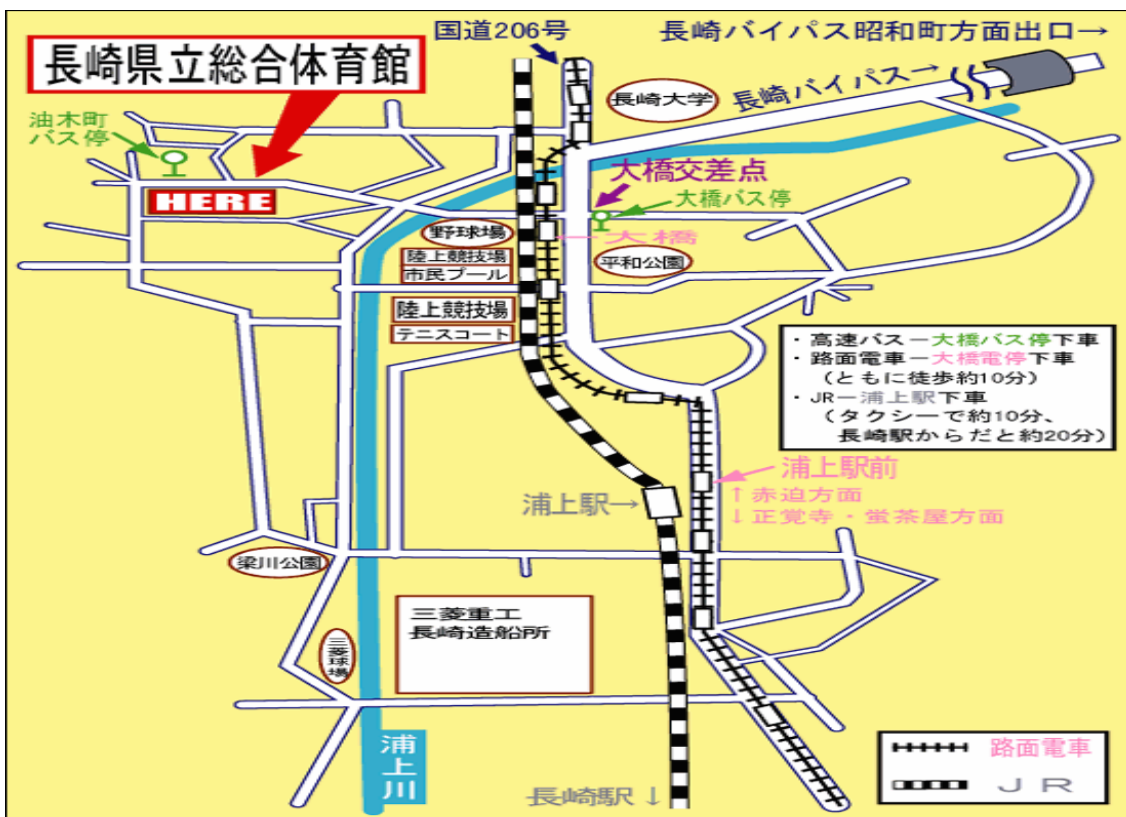 国道206号
長崎バイパス昭和町方面出口→
長崎県立総合体育館
長崎大学
長崎バイパス→
油木町
バス停
大橋交差点
HERE
大橋バス停
野球場
←大橋
陸上競技場
市民プール
平和公園
陸上競技場
テニスコート
・高速バス－大橋バス停下車
・路面電車－大橋電停下車
(ともに徒歩約10分)
・JR－浦上駅下車
(タクシーで約10分、
長崎駅からだと約20分)
浦上駅前
浦上駅→
↑赤迫方面
↓正覚寺・蛍茶屋方面
梁川公園
三菱重工
長崎造船所
三菱球場
浦上川
長崎駅↓
路面電車
JR